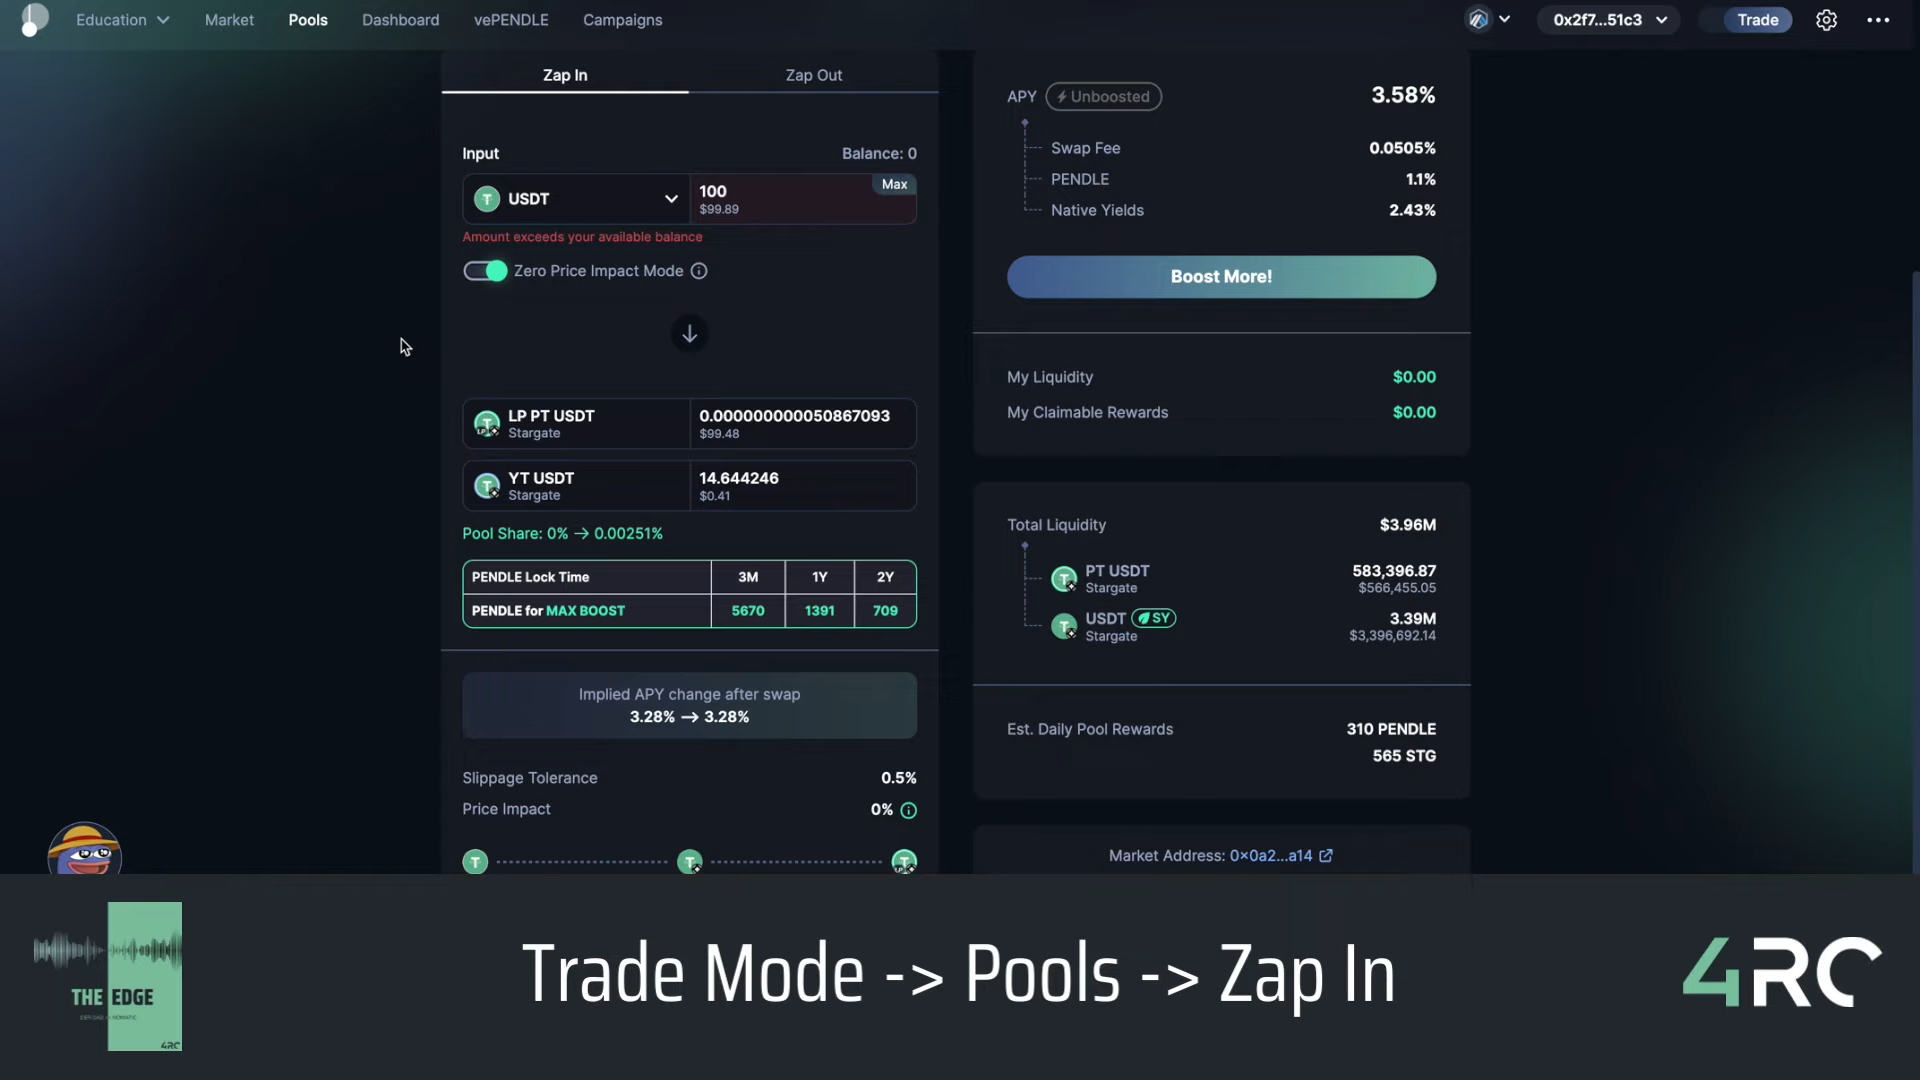 Education Market Pools Dashboard vePENDLE Campaigns 0x2f7...51c3 Trade
Zap In Zap Out
Input Balance: 0
USDT 100 Max
$99.89
Amount exceeds your available balance
Zero Price Impact Mode
LP PT USDT 0.000000000050867093
Stargate $99.48
YT USDT 14.644246
Stargate $0.41
Pool Share: 0% → 0.00251%
PENDLE Lock Time 3M 1Y 2Y
PENDLE for MAX BOOST 5670 1391 709
Implied APY change after swap
3.28% → 3.28%
Slippage Tolerance 0.5%
Price Impact 0%
APY Unboosted 3.58%
Swap Fee 0.0505%
PENDLE 1.1%
Native Yields 2.43%
Boost More!
My Liquidity $0.00
My Claimable Rewards $0.00
Total Liquidity $3.96M
PT USDT 583,396.87
Stargate $566,455.05
USDT SY 3.39M
Stargate $3,396,692.14
Est. Daily Pool Rewards 310 PENDLE
565 STG
Market Address: 0x0a2...a14
THE EDGE
4RC
Trade Mode -> Pools -> Zap In
4RC